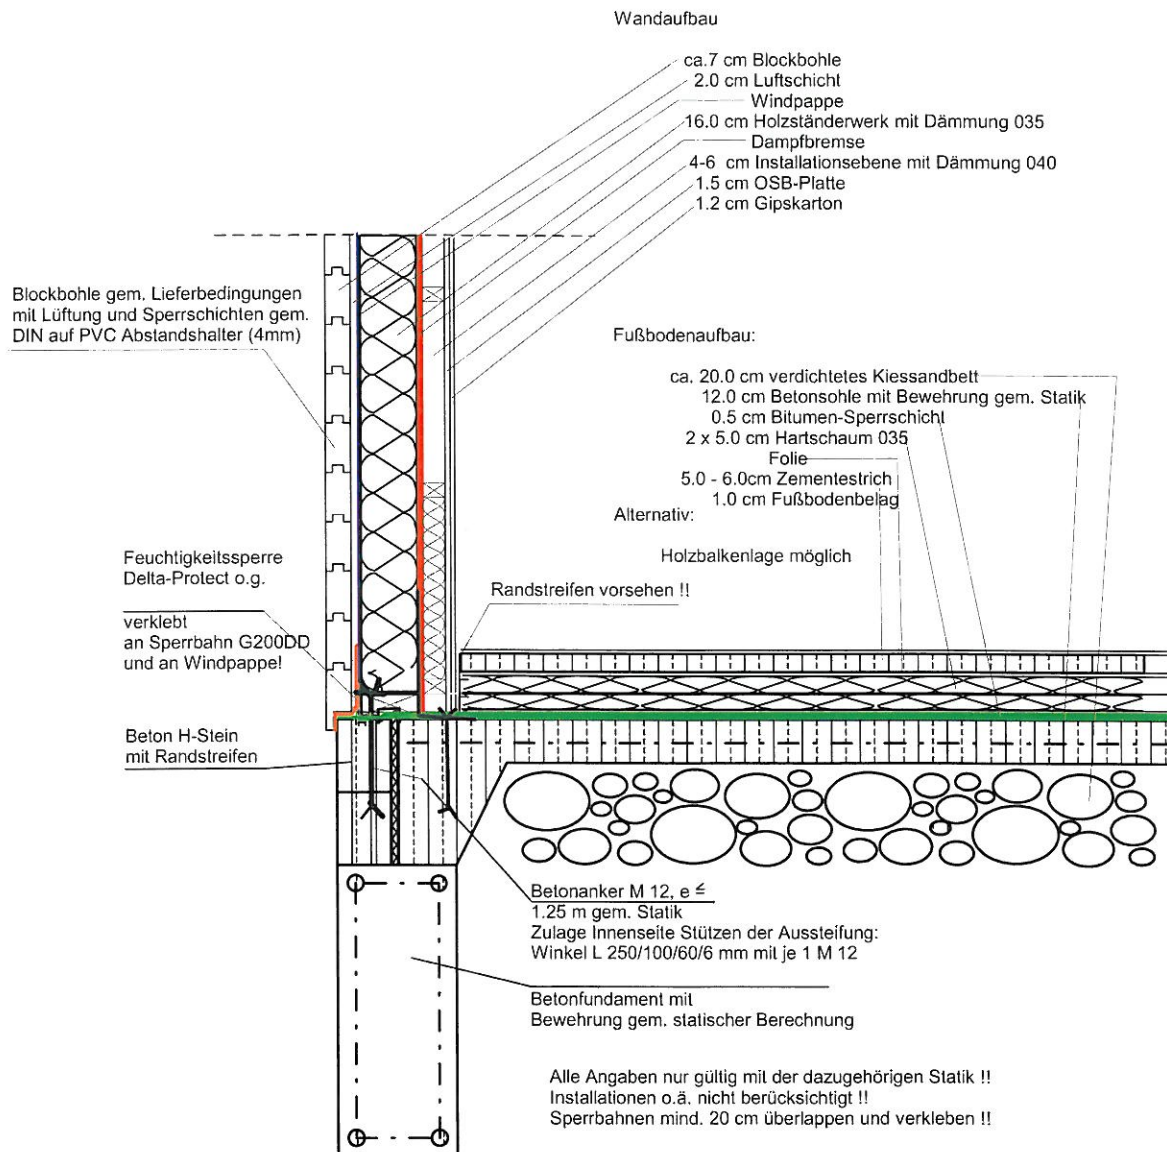 Wandaufbau
ca.7 cm Blockbohle
2.0 cm Luftschicht
Windpappe
16.0 cm Holzständerwerk mit Dämmung 035
Dampfbremse
4-6 cm Installationsebene mit Dämmung 040
1.5 cm OSB-Platte
1.2 cm Gipskarton
Blockbohle gem. Lieferbedingungen
mit Lüftung und Sperrschichten gem.
DIN auf PVC Abstandshalter (4mm)
Fußbodenaufbau:
ca. 20.0 cm verdichtetes Kiessandbett
12.0 cm Betonsohle mit Bewehrung gem. Statik
0.5 cm Bitumen-Sperrschicht
2 x 5.0 cm Hartschaum 035
Folie
5.0 - 6.0cm Zementestrich
1.0 cm Fußbodenbelag
Alternativ:
Holzbalkenlage möglich
Feuchtigkeitssperre
Delta-Protect o.g.
verklebt
an Sperrbahn G200DD
und an Windpappe!
Randstreifen vorsehen !!
Beton H-Stein
mit Randstreifen
Betonanker M 12, e ≤
1.25 m gem. Statik
Zulage Innenseite Stützen der Aussteifung:
Winkel L 250/100/60/6 mm mit je 1 M 12
Betonfundament mit
Bewehrung gem. statischer Berechnung
Alle Angaben nur gültig mit der dazugehörigen Statik !!
Installationen o.ä. nicht berücksichtigt !!
Sperrbahnen mind. 20 cm überlappen und verkleben !!